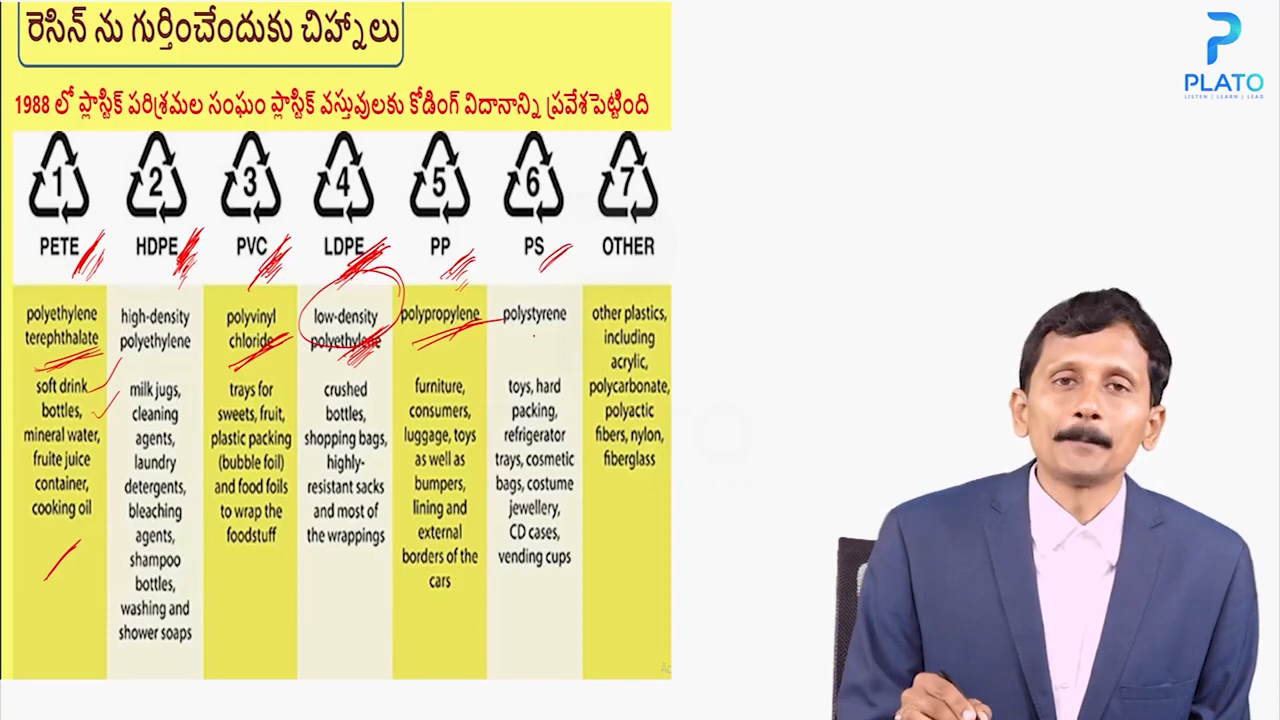 రెసిన్ ను గుర్తించేందుకు చిహ్నాలు
PLATO
LISTEN | LEARN | LEAD
1988 లో ప్లాస్టిక్ పరిశ్రమల సంఘం ప్లాస్టిక్ వస్తువులకు కోడింగ్ విదానాన్ని ప్రవేశపెట్టింది
1 2 3 4 5 6 7
PETE HDPE PVC LDPE PP PS OTHER
polyethylene
terephthalate
soft drink
bottles,
mineral water,
fruite juice
container,
cooking oil
high-density
polyethylene
milk jugs,
cleaning
agents,
laundry
detergents,
bleaching
agents,
shampoo
bottles,
washing and
shower soaps
polyvinyl
chloride
trays for
sweets, fruit,
plastic packing
(bubble foil)
and food foils
to wrap the
foodstuff
low-density
polyethylene
crushed
bottles,
shopping bags,
highly-
resistant sacks
and most of
the wrappings
polypropylene
furniture,
consumers,
luggage, toys
as well as
bumpers,
lining and
external
borders of the
cars
polystyrene
toys, hard
packing,
refrigerator
trays, cosmetic
bags, costume
jewellery,
CD cases,
vending cups
other plastics,
including
acrylic,
polycarbonate,
polyactic
fibers, nylon,
fiberglass